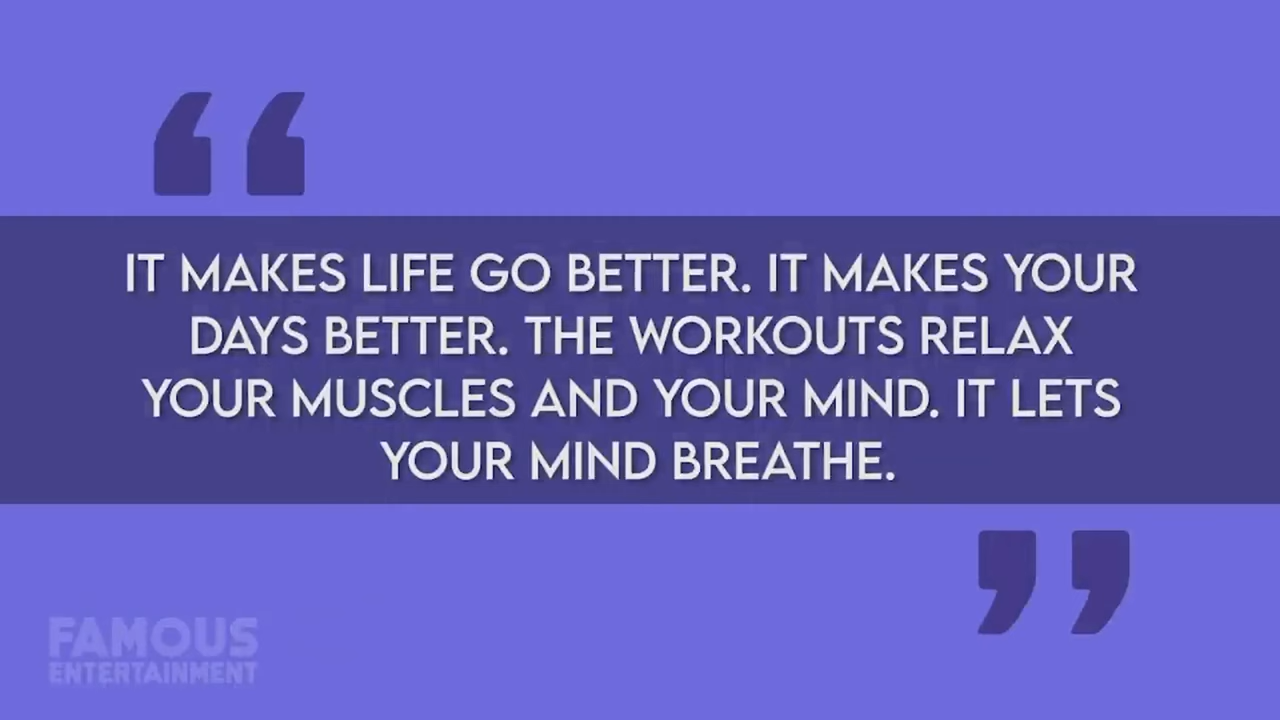 IT MAKES LIFE GO BETTER. IT MAKES YOUR
DAYS BETTER. THE WORKOUTS RELAX
YOUR MUSCLES AND YOUR MIND. IT LETS
YOUR MIND BREATHE.
FAMOUS
ENTERTAINMENT